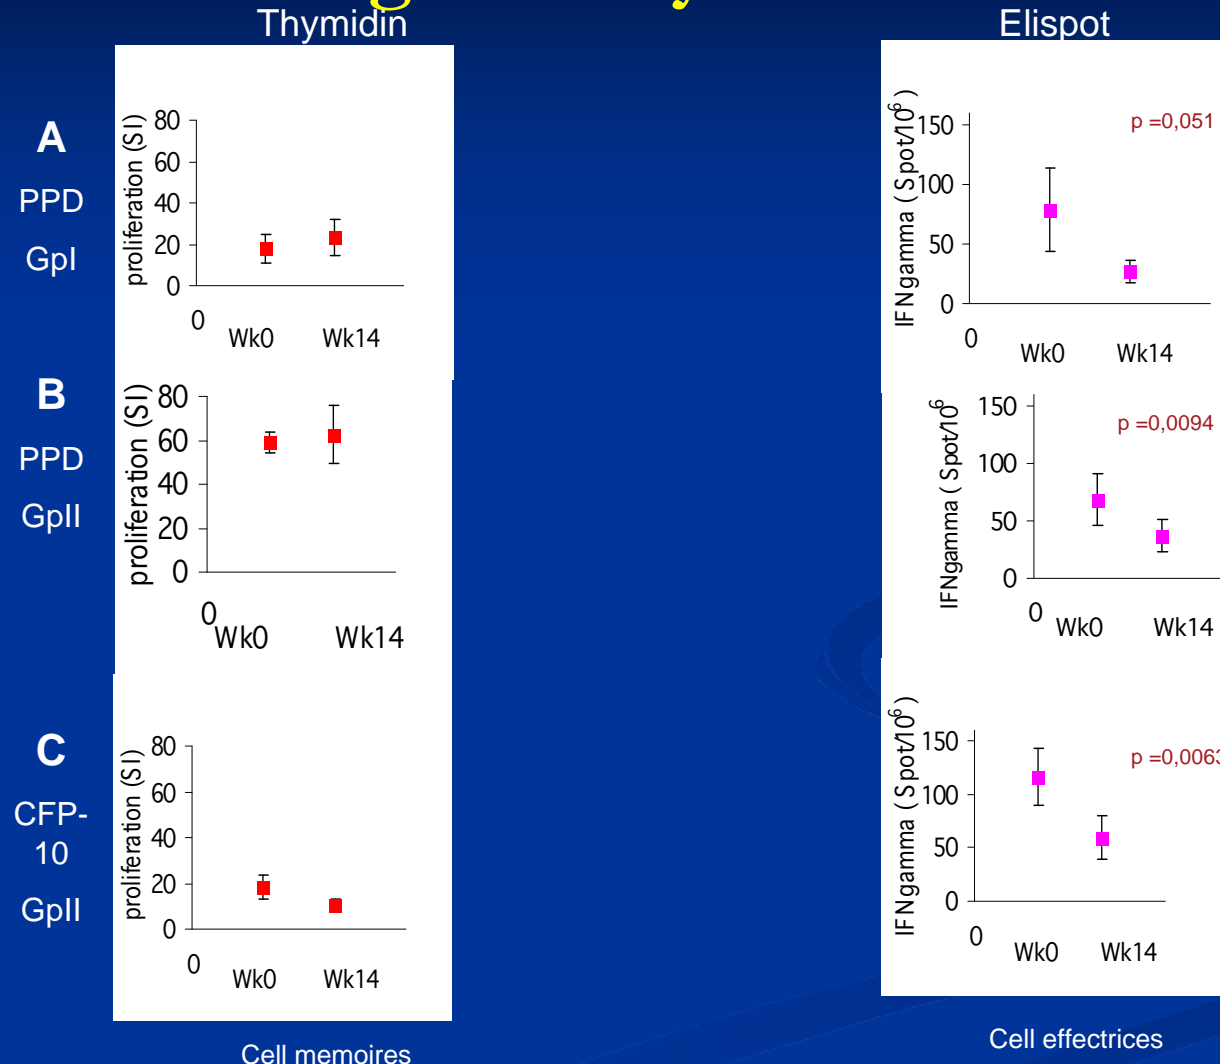 Thymidin
Elispot
A
PPD
GpI
proliferation (SI)
80
60
40
20
0
0
Wk0 Wk14
IFNgamma ( Spot/10⁶ )
150
100
50
0
0
Wk0 Wk14
p =0,051
B
PPD
GpII
proliferation (SI)
80
60
40
20
0
0
Wk0 Wk14
IFNgamma ( Spot/10⁶
150
100
50
0
0
Wk0 Wk14
p =0,0094
C
CFP-
10
GpII
proliferation (SI)
80
60
40
20
0
0
Wk0 Wk14
IFNgamma ( Spot/10⁶ )
150
100
50
0
0
Wk0 Wk14
p =0,0063
Cell memoires
Cell effectrices